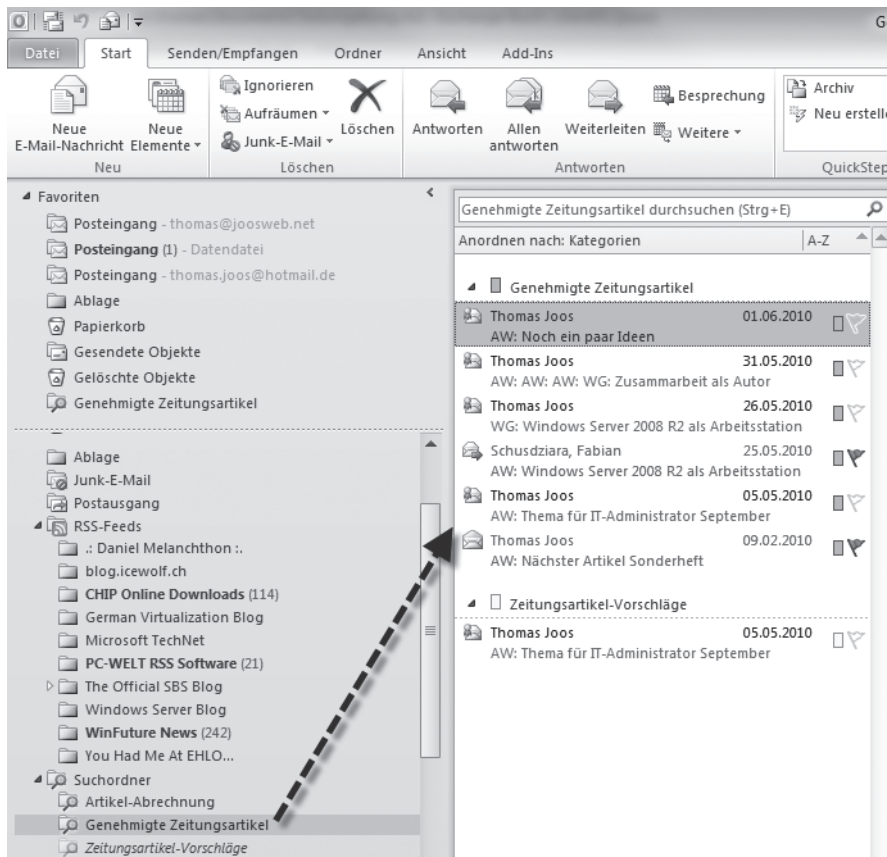 G
Datei Start Senden/Empfangen Ordner Ansicht Add-Ins
Neue E-Mail-Nachricht
Neue Elemente
Neu
Ignorieren
Aufräumen
Junk-E-Mail
Löschen
Löschen
Antworten
Allen antworten
Weiterleiten
Besprechung
Weitere
Antworten
Archiv
Neu erstelle
QuickStep
Favoriten
Posteingang - thomas@joosweb.net
Posteingang (1) - Datendatei
Posteingang - thomas.joos@hotmail.de
Ablage
Papierkorb
Gesendete Objekte
Gelöschte Objekte
Genehmigte Zeitungsartikel
Ablage
Junk-E-Mail
Postausgang
RSS-Feeds
.: Daniel Melanchthon :.
blog.icewolf.ch
CHIP Online Downloads (114)
German Virtualization Blog
Microsoft TechNet
PC-WELT RSS Software (21)
The Official SBS Blog
Windows Server Blog
WinFuture News (242)
You Had Me At EHLO...
Suchordner
Artikel-Abrechnung
Genehmigte Zeitungsartikel
Zeitungsartikel-Vorschläge
Genehmigte Zeitungsartikel durchsuchen (Strg+E)
Anordnen nach: Kategorien A-Z
Genehmigte Zeitungsartikel
Thomas Joos 01.06.2010
AW: Noch ein paar Ideen
Thomas Joos 31.05.2010
AW: AW: AW: WG: Zusammarbeit als Autor
Thomas Joos 26.05.2010
WG: Windows Server 2008 R2 als Arbeitsstation
Schusdziara, Fabian 25.05.2010
AW: Windows Server 2008 R2 als Arbeitsstation
Thomas Joos 05.05.2010
AW: Thema für IT-Administrator September
Thomas Joos 09.02.2010
AW: Nächster Artikel Sonderheft
Zeitungsartikel-Vorschläge
Thomas Joos 05.05.2010
AW: Thema für IT-Administrator September